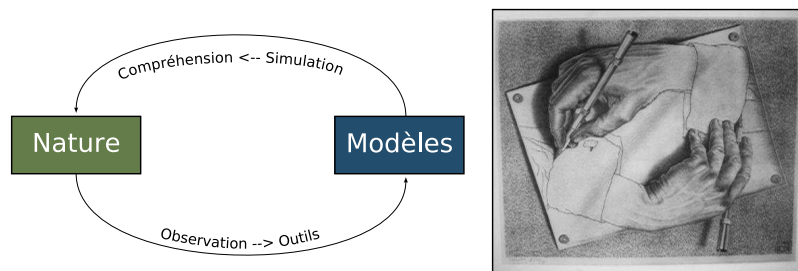 Compréhension <-- Simulation
Nature
Modèles
Observation --> Outils